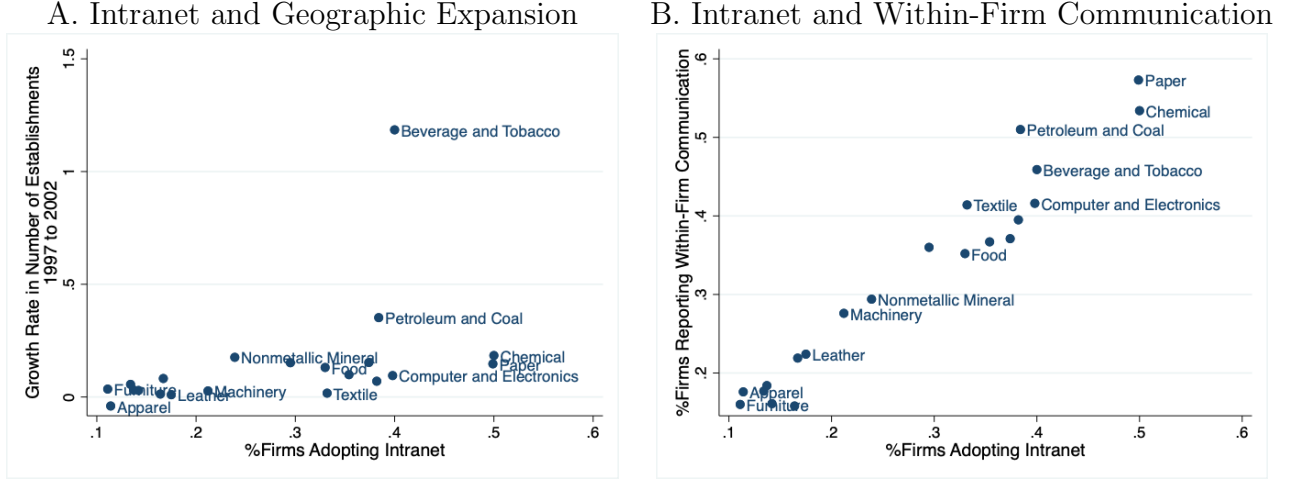 A. Intranet and Geographic Expansion
Growth Rate in Number of Establishments
1997 to 2002
1.5
1
.5
0
Beverage and Tobacco
Petroleum and Coal
Nonmetallic Mineral
Chemical
Paper
Food
Computer and Electronics
Furniture
Leather
Machinery
Textile
Apparel
.1 .2 .3 .4 .5 .6
%Firms Adopting Intranet
B. Intranet and Within-Firm Communication
%Firms Reporting Within-Firm Communication
.6
.5
.4
.3
.2
Paper
Chemical
Petroleum and Coal
Beverage and Tobacco
Textile
Computer and Electronics
Food
Nonmetallic Mineral
Machinery
Leather
Apparel
Furniture
.1 .2 .3 .4 .5 .6
%Firms Adopting Intranet